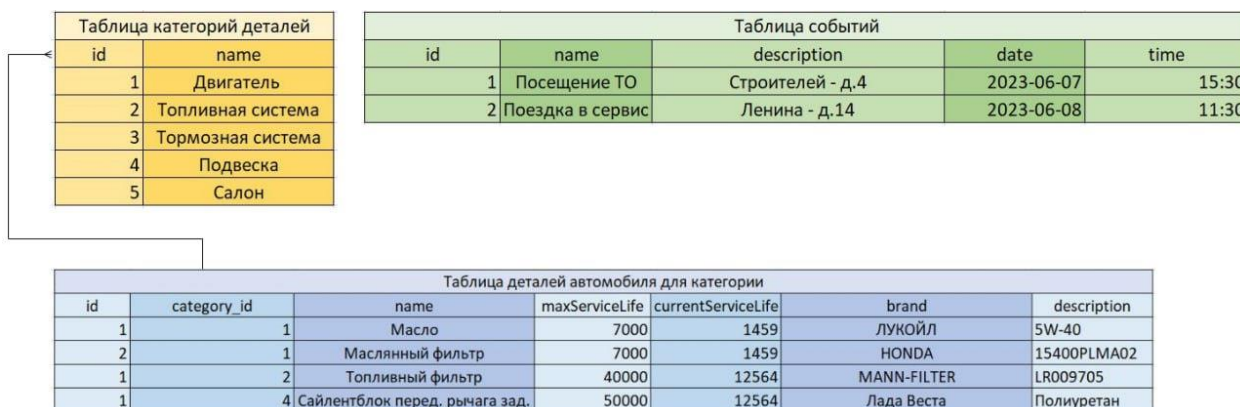 Таблица категорий деталей
id name
1 Двигатель
2 Топливная система
3 Тормозная система
4 Подвеска
5 Салон
Таблица событий
id name description date time
1 Посещение ТО Строителей - д.4 2023-06-07 15:30
2 Поездка в сервис Ленина - д.14 2023-06-08 11:30
Таблица деталей автомобиля для категории
id category_id name maxServiceLife currentServiceLife brand description
1 1 Масло 7000 1459 ЛУКОЙЛ 5W-40
2 1 Маслянный фильтр 7000 1459 HONDA 15400PLMA02
1 2 Топливный фильтр 40000 12564 MANN-FILTER LR009705
1 4 Сайлентблок перед. рычага зад. 50000 12564 Лада Веста Полиуретан